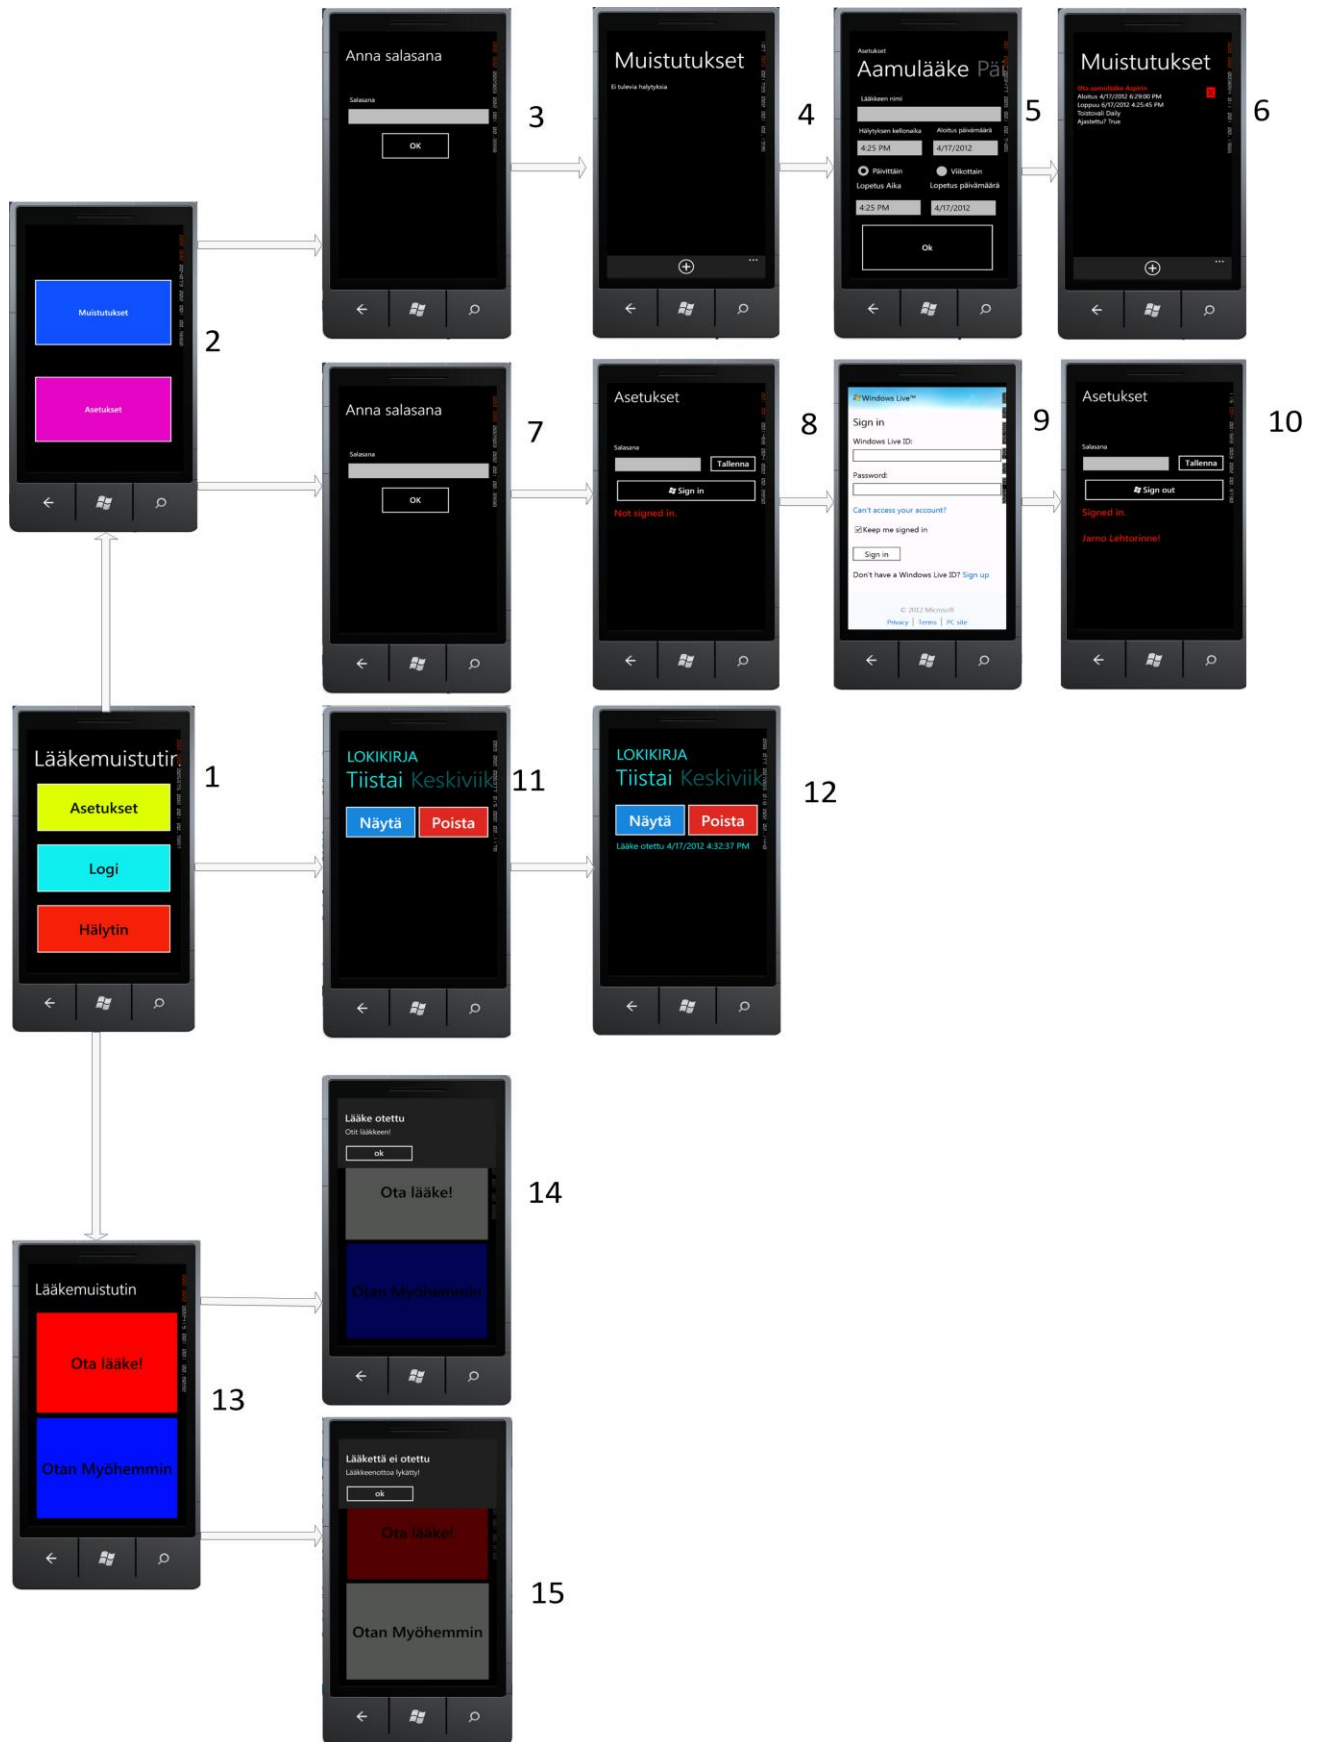 Anna salasana
Salasana
OK
3
Muistutukset
Ei tulevia halytyksia
4
Asetukset
Aamulääke Päi
Lääkkeen nimi
Hälytyksen kellonaika Aloitus päivämäärä
4:25 PM 4/17/2012
Päivittäin Viikottain
Lopetus Aika Lopetus päivämäärä
4:25 PM 4/17/2012
Ok
5
Muistutukset
Ota aamulääke Aspirin
Aloitus 4/17/2012 6:29:00 PM
Loppuu 6/17/2012 4:25:45 PM
Toistovali Daily
Ajastettu? True
X
6
Muistutukset
Asetukset
2
Anna salasana
Salasana
OK
7
Asetukset
Salasana
Tallenna
Sign in
Not signed in.
8
Windows Live™
Sign in
Windows Live ID:
Password:
Can't access your account?
Keep me signed in
Sign in
Don't have a Windows Live ID? Sign up
© 2012 Microsoft
Privacy | Terms | PC site
9
Asetukset
Salasana
Tallenna
Sign out
Signed in.
Jarno Lehtorinne!
10
Lääkemuistutin
Asetukset
Logi
Hälytin
1
LOKIKIRJA
Tiistai Keskiviik
Näytä Poista
11
LOKIKIRJA
Tiistai Keskiviik
Näytä Poista
Lääke otettu 4/17/2012 4:32:37 PM
12
Lääkemuistutin
Ota lääke!
Otan Myöhemmin
13
Lääke otettu
Otit lääkkeen!
ok
Ota lääke!
Otan Myöhemmin
14
Lääkettä ei otettu
Lääkkeenottoa lykätty!
ok
Ota lääke!
Otan Myöhemmin
15